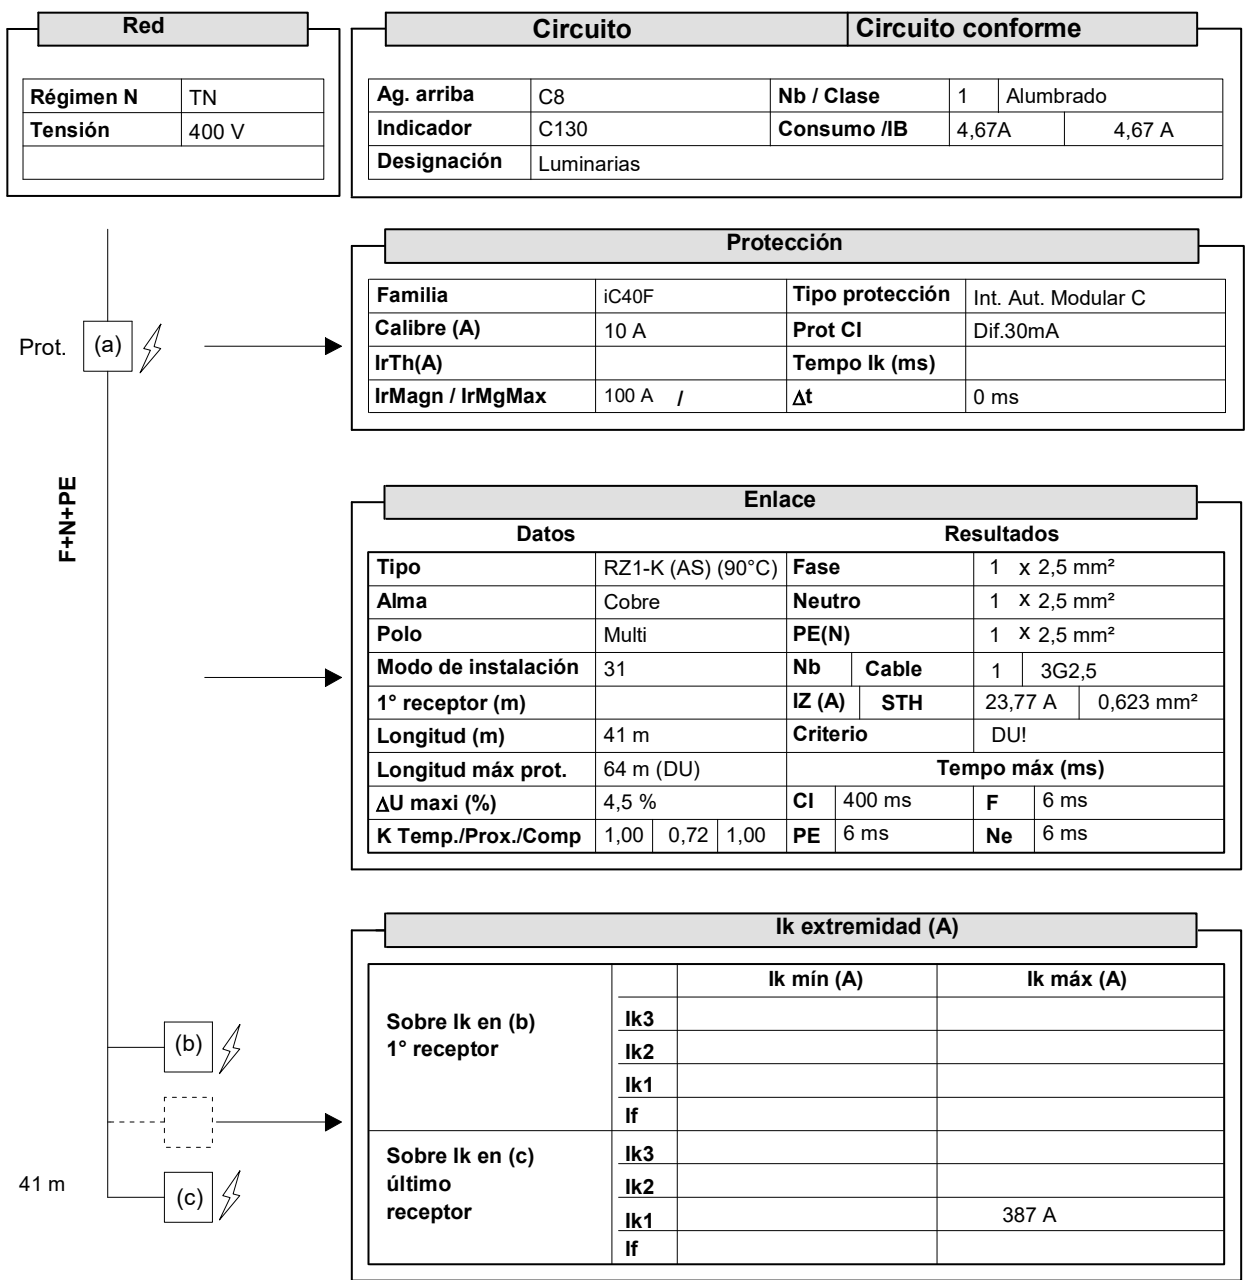 Red
Circuito Circuito conforme
Régimen N TN
Tensión 400 V
Ag. arriba C8 Nb / Clase 1 Alumbrado
Indicador C130 Consumo /IB 4,67A 4,67 A
Designación Luminarias
Protección
Familia iC40F Tipo protección Int. Aut. Modular C
Calibre (A) 10 A Prot CI Dif.30mA
IrTh(A) Tempo Ik (ms)
IrMagn / IrMgMax 100 A / Δt 0 ms
Prot. (a)
F+N+PE
Enlace
Datos Resultados
Tipo RZ1-K (AS) (90°C) Fase 1 x 2,5 mm²
Alma Cobre Neutro 1 x 2,5 mm²
Polo Multi PE(N) 1 x 2,5 mm²
Modo de instalación 31 Nb Cable 1 3G2,5
1° receptor (m) IZ (A) STH 23,77 A 0,623 mm²
Longitud (m) 41 m Criterio DU!
Longitud máx prot. 64 m (DU) Tempo máx (ms)
ΔU maxi (%) 4,5 % CI 400 ms F 6 ms
K Temp./Prox./Comp 1,00 0,72 1,00 PE 6 ms Ne 6 ms
Ik extremidad (A)
Ik mín (A) Ik máx (A)
Sobre Ik en (b)
1° receptor
Ik3
Ik2
Ik1
If
(b)
Sobre Ik en (c)
último
receptor
Ik3
Ik2
Ik1 387 A
If
41 m (c)